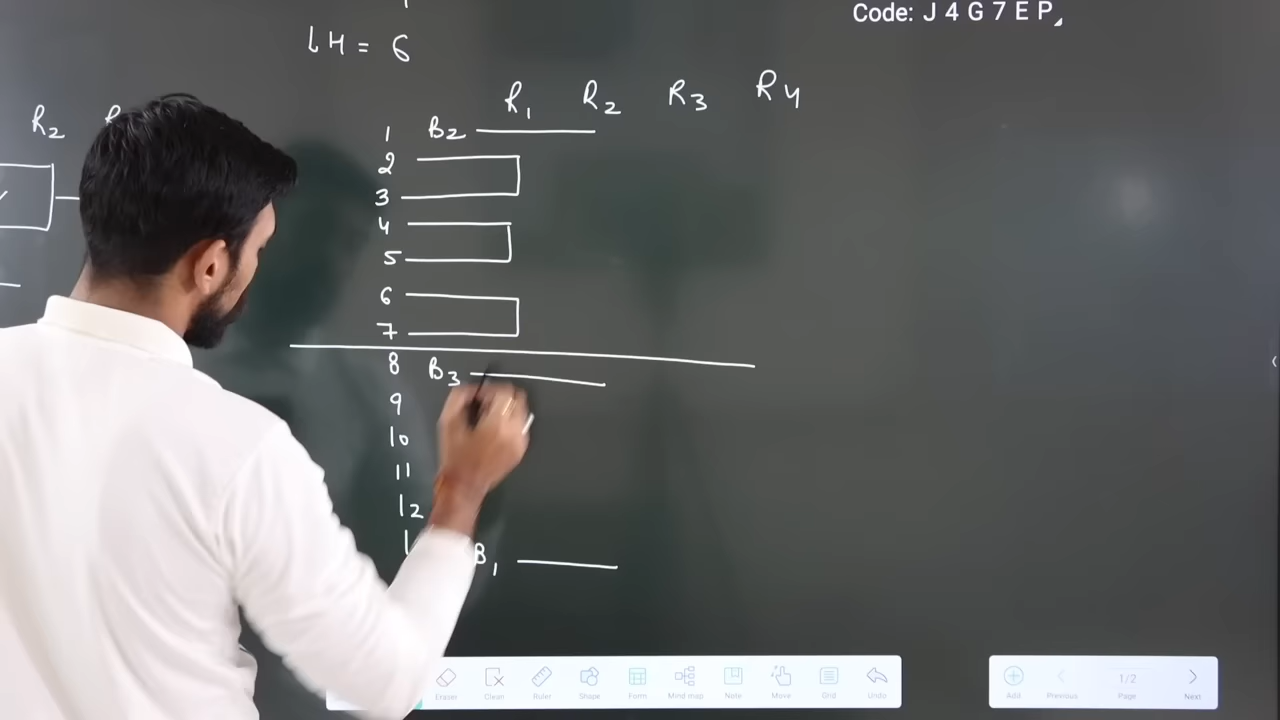 Code: J 4 G 7 E P
LH = 6
R1 R2 R3 R4
R2
1 B2
2
3
4
5
6
7
8 B3
9
10
11
12
B1
Eraser Clean Ruler Shape Form Mind map Note Move Grid Undo
Add Previous 1/2 Page Next